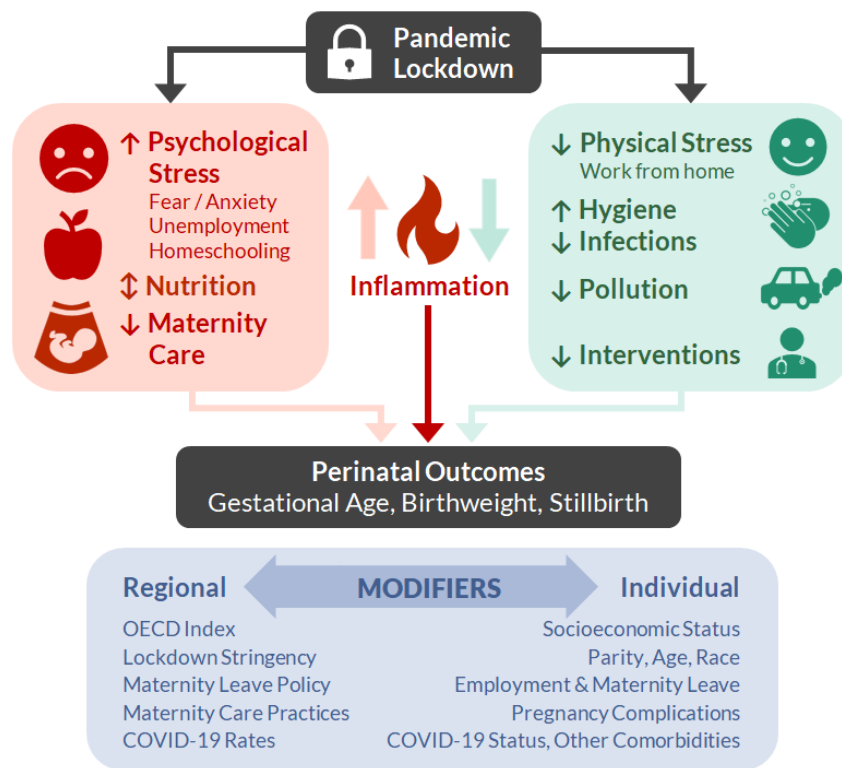 Pandemic
Lockdown
↑ Psychological
Stress
Fear / Anxiety
Unemployment
Homeschooling
↕ Nutrition
↓ Maternity
Care
Inflammation
↓ Physical Stress
Work from home
↑ Hygiene
↓ Infections
↓ Pollution
↓ Interventions
Perinatal Outcomes
Gestational Age, Birthweight, Stillbirth
Regional
MODIFIERS
Individual
OECD Index
Lockdown Stringency
Maternity Leave Policy
Maternity Care Practices
COVID-19 Rates
Socioeconomic Status
Parity, Age, Race
Employment & Maternity Leave
Pregnancy Complications
COVID-19 Status, Other Comorbidities